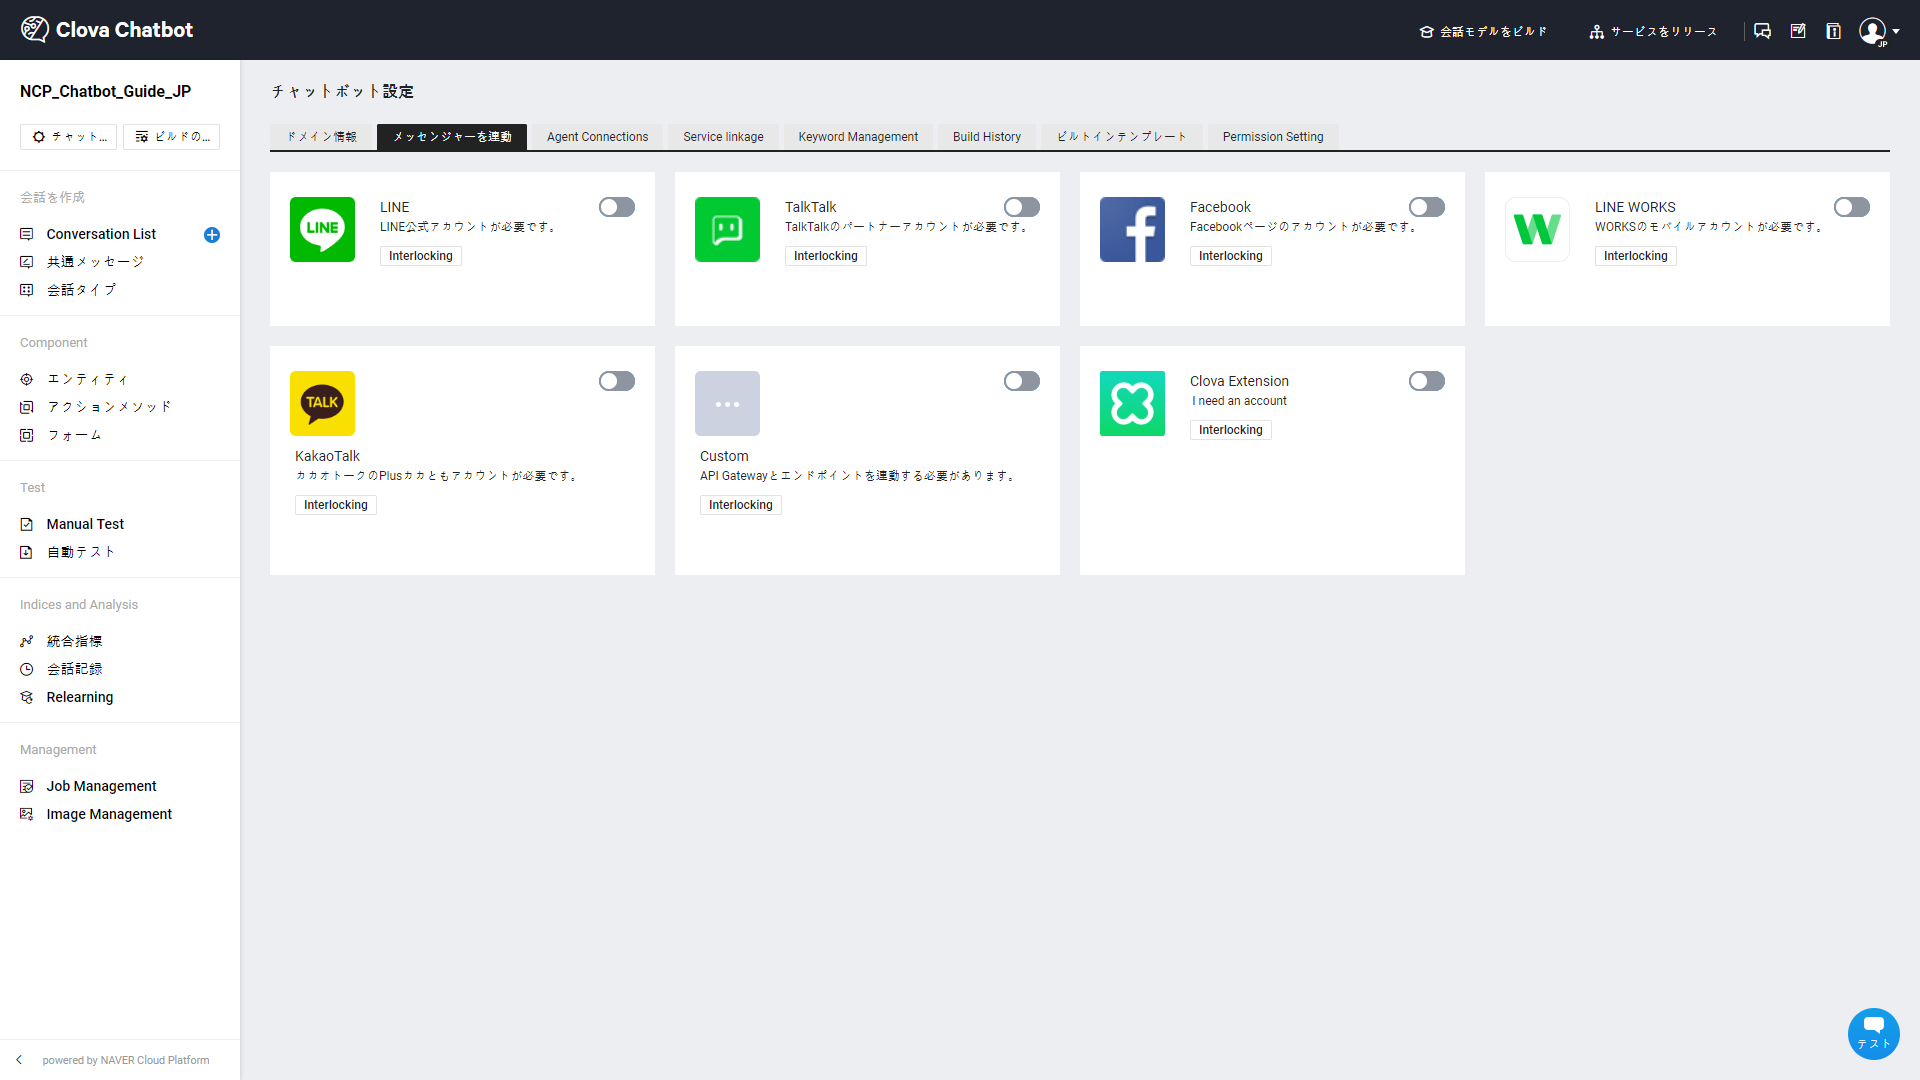 Clova Chatbot
会話モデルをビルド
サービスをリリース
JP
NCP_Chatbot_Guide_JP
チャット...
ビルドの...
会話を作成
Conversation List
共通メッセージ
会話タイプ
Component
エンティティ
アクションメソッド
フォーム
Test
Manual Test
自動テスト
Indices and Analysis
統合指標
会話記録
Relearning
Management
Job Management
Image Management
powered by NAVER Cloud Platform
チャットボット設定
ドメイン情報
メッセンジャーを連動
Agent Connections
Service linkage
Keyword Management
Build History
ビルトインテンプレート
Permission Setting
LINE
LINE
LINE公式アカウントが必要です。
Interlocking
TalkTalk
TalkTalkのパートナーアカウントが必要です。
Interlocking
Facebook
Facebookページのアカウントが必要です。
Interlocking
LINE WORKS
WORKSのモバイルアカウントが必要です。
Interlocking
TALK
KakaoTalk
カカオトークのPlusカカともアカウントが必要です。
Interlocking
Custom
API Gatewayとエンドポイントを連動する必要があります。
Interlocking
Clova Extension
I need an account
Interlocking
テスト